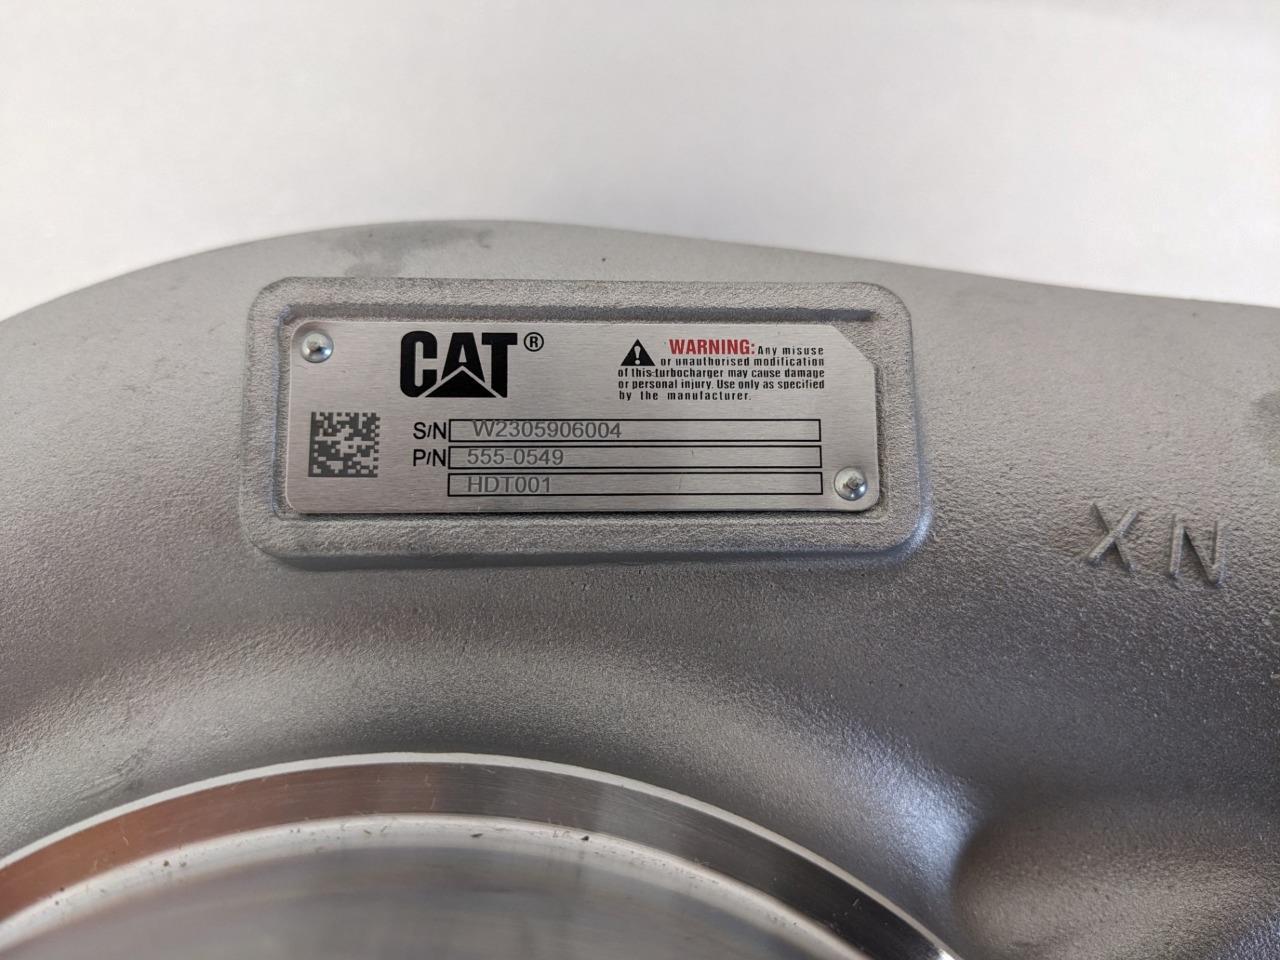 CAT®
WARNING: Any misuse
or unauthorised modification
of this turbocharger may cause damage
or personal injury. Use only as specified
by the manufacturer.
S/N W2305906004
P/N 555-0549
HDT001
XN